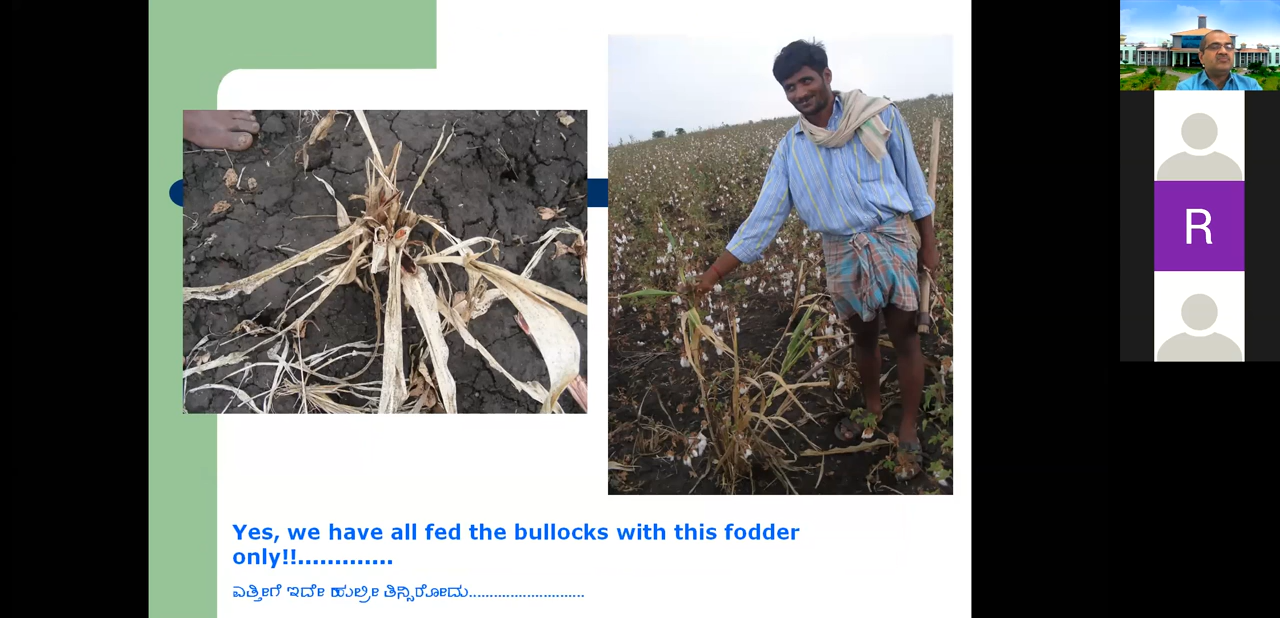 Yes, we have all fed the bullocks with this fodder
only!!.............
ಎತ್ತೀಗೆ ಇದೇ ಹುಲ್ರೀ ತಿನ್ಸಿರೋದು...........................
R